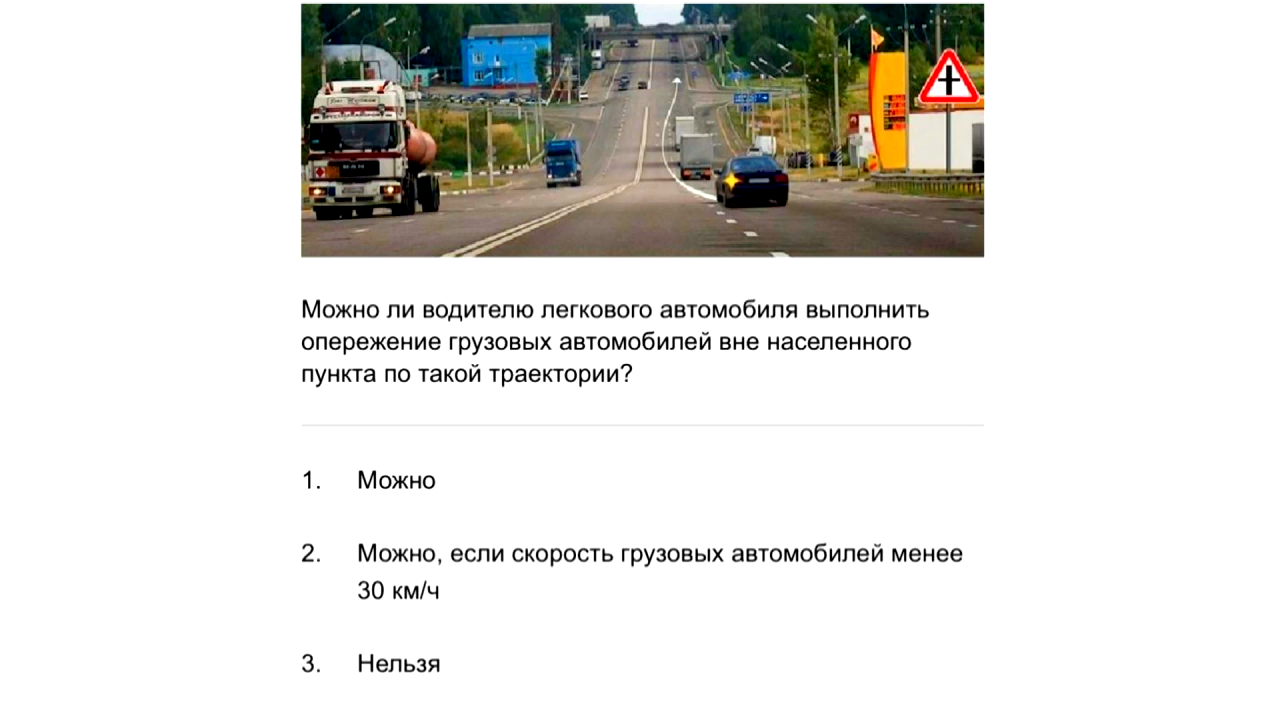 Можно ли водителю легкового автомобиля выполнить
опережение грузовых автомобилей вне населенного
пункта по такой траектории?
1. Можно
2. Можно, если скорость грузовых автомобилей менее
30 км/ч
3. Нельзя